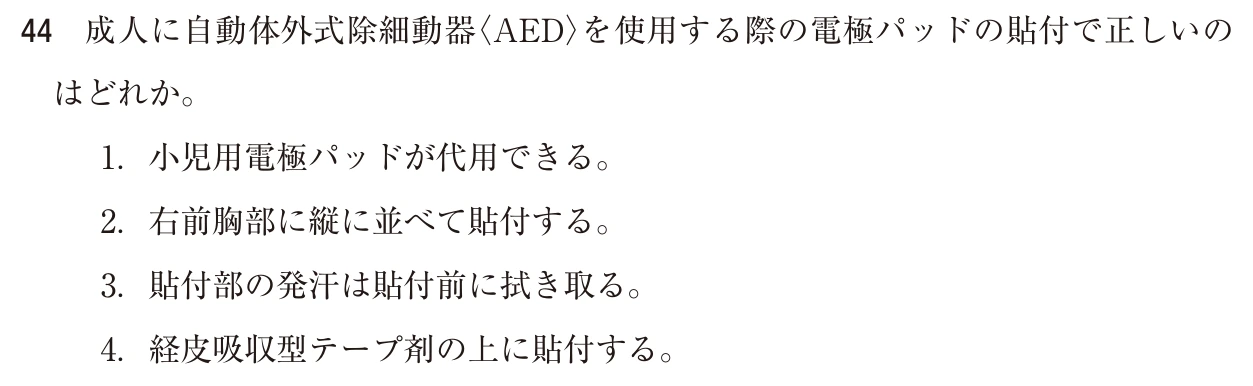 44 成人に自動体外式除細動器〈AED〉を使用する際の電極パッドの貼付で正しいの
はどれか。
1. 小児用電極パッドが代用できる。
2. 右前胸部に縦に並べて貼付する。
3. 貼付部の発汗は貼付前に拭き取る。
4. 経皮吸収型テープ剤の上に貼付する。